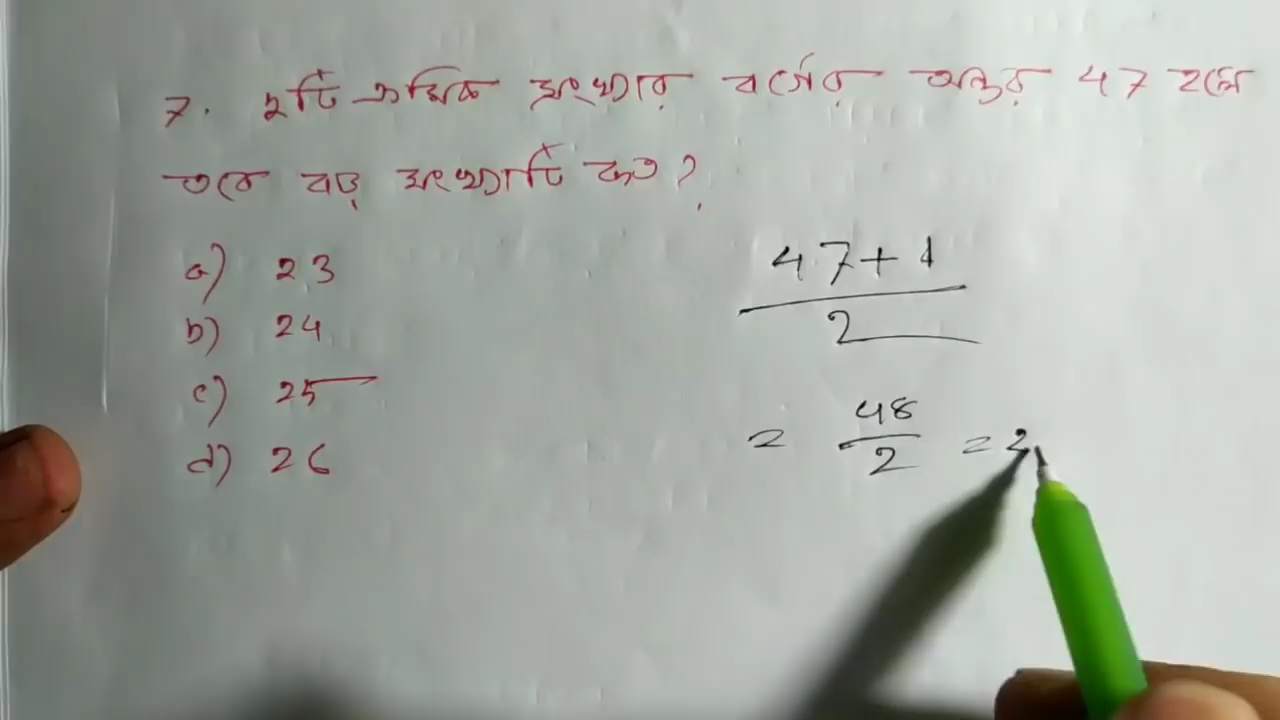 7. দুটি ক্রমিক সংখ্যার বর্গের অন্তর 47 হলে
তবে বড় সংখ্যাটি কত?
a) 23
b) 24
c) 25
d) 26
47+1
2
= 48
2
= 2